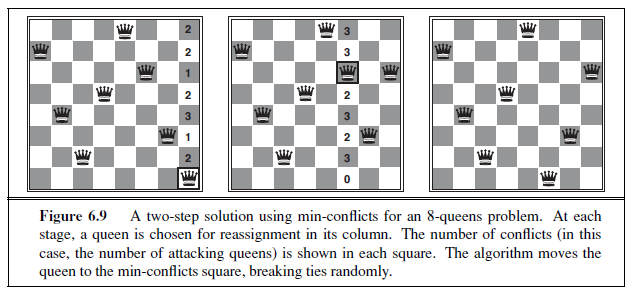 2 3
2 3
1
2 2
3 3
1 2
2 3
0
Figure 6.9 A two-step solution using min-conflicts for an 8-queens problem. At each
stage, a queen is chosen for reassignment in its column. The number of conflicts (in this
case, the number of attacking queens) is shown in each square. The algorithm moves the
queen to the min-conflicts square, breaking ties randomly.